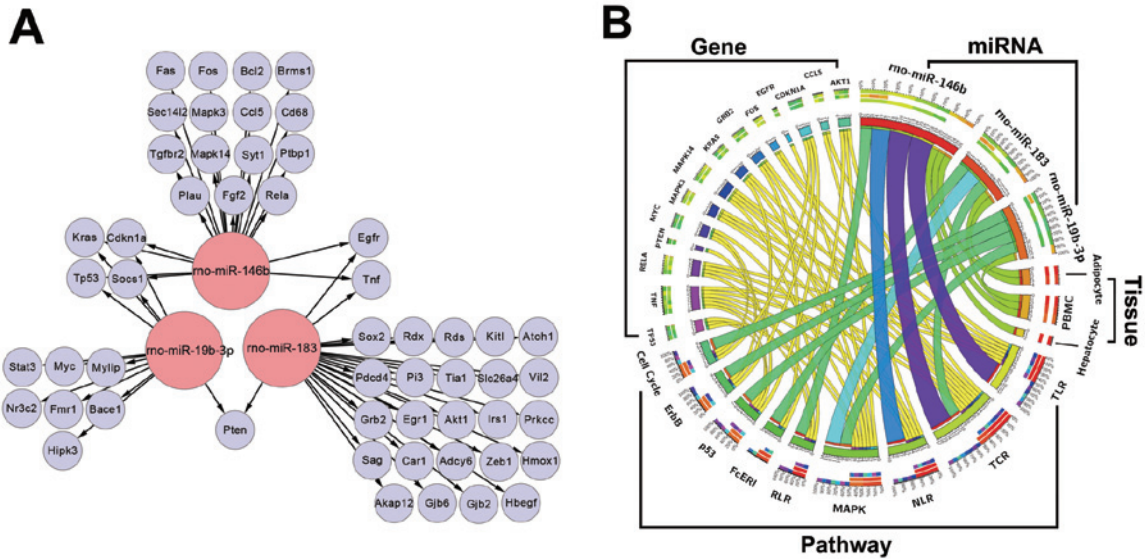 A
Fas Fos Bcl2 Brms1
Sec14l2 Mapk3 Ccl5 Cd68
Tgfbr2 Mapk14 Syt1 Ptbp1
Plau Fgf2 Rela
Kras Cdkn1a Egfr
rno-miR-146b
Tp53 Socs1 Tnf
rno-miR-19b-3p rno-miR-183
Sox2 Rdx Rds Kitl Atch1
Stat3 Myc Mylip
Pdcd4 Pi3 Tia1 Slc26a4 Vil2
Nr3c2 Fmr1 Bace1
Pten
Grb2 Egr1 Akt1 Irs1 Prkcc
Hipk3
Sag Car1 Adcy6 Zeb1 Hmox1
Akap12 Gjb6 Gjb2 Hbegf
B
Gene
miRNA
rno-miR-146b
rno-miR-183
rno-miR-19b-3p
AKT1
CCL5
CDKN1A
EGFR
FOS
GRB2
KRAS
MAPK14
MAPK3
MYC
PTEN
RELA
TNF
TP53
Adipocyte
PBMC
Hepatocyte
Tissue
Cell Cycle
ErbB
p53
FcERI
RLR
MAPK
NLR
TCR
TLR
Pathway